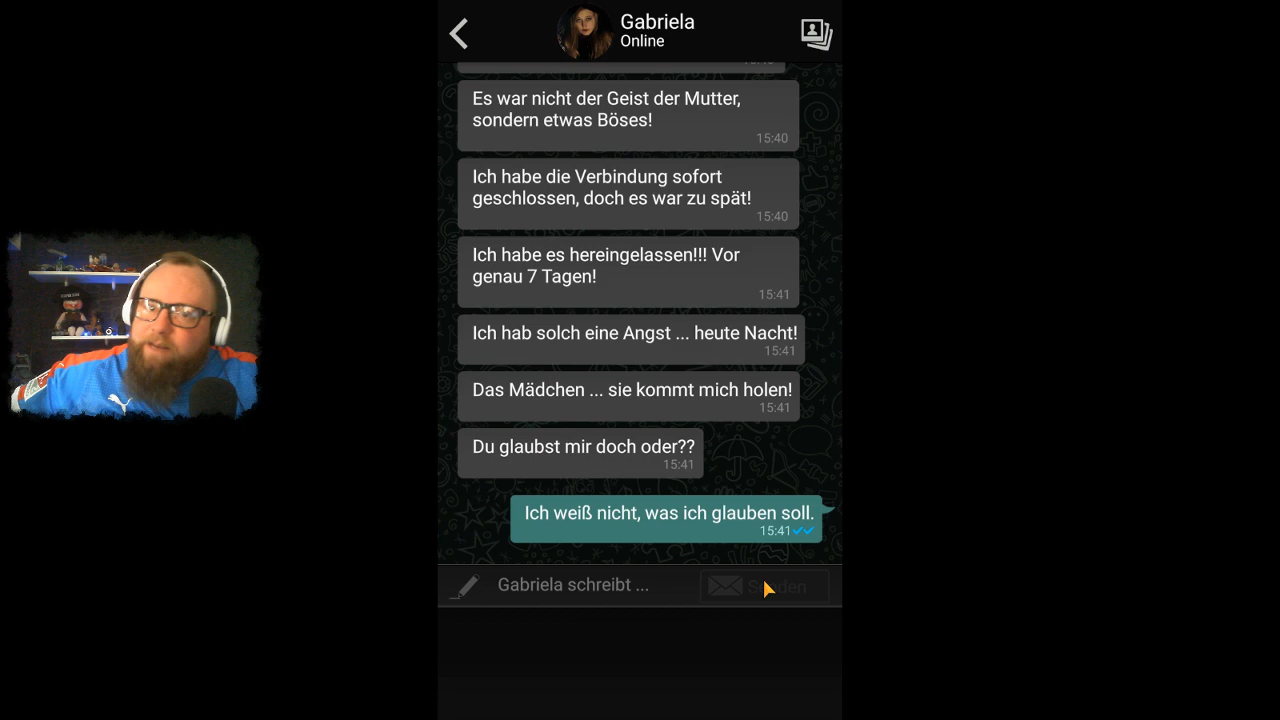 Gabriela
Online
Es war nicht der Geist der Mutter,
sondern etwas Böses!
15:40
Ich habe die Verbindung sofort
geschlossen, doch es war zu spät!
15:40
Ich habe es hereingelassen!!! Vor
genau 7 Tagen!
15:41
Ich hab solch eine Angst ... heute Nacht!
15:41
Das Mädchen ... sie kommt mich holen!
15:41
Du glaubst mir doch oder??
15:41
Ich weiß nicht, was ich glauben soll.
15:41
Gabriela schreibt ...